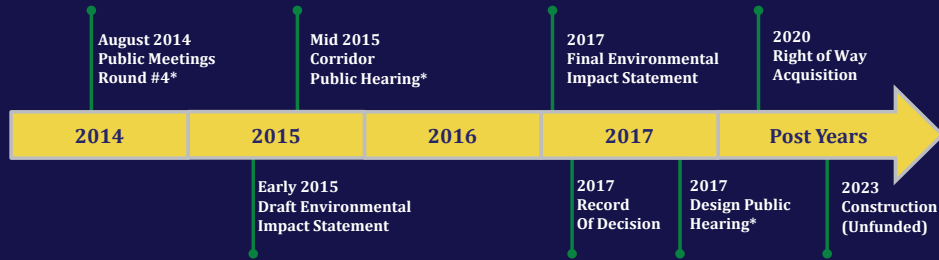 August 2014
Public Meetings
Round #4*
Mid 2015
Corridor
Public Hearing*
2017
Final Environmental
Impact Statement
2020
Right of Way
Acquisition
2014
2015
2016
2017
Post Years
Early 2015
Draft Environmental
Impact Statement
2017
Record
Of Decision
2017
Design Public
Hearing*
2023
Construction
(Unfunded)